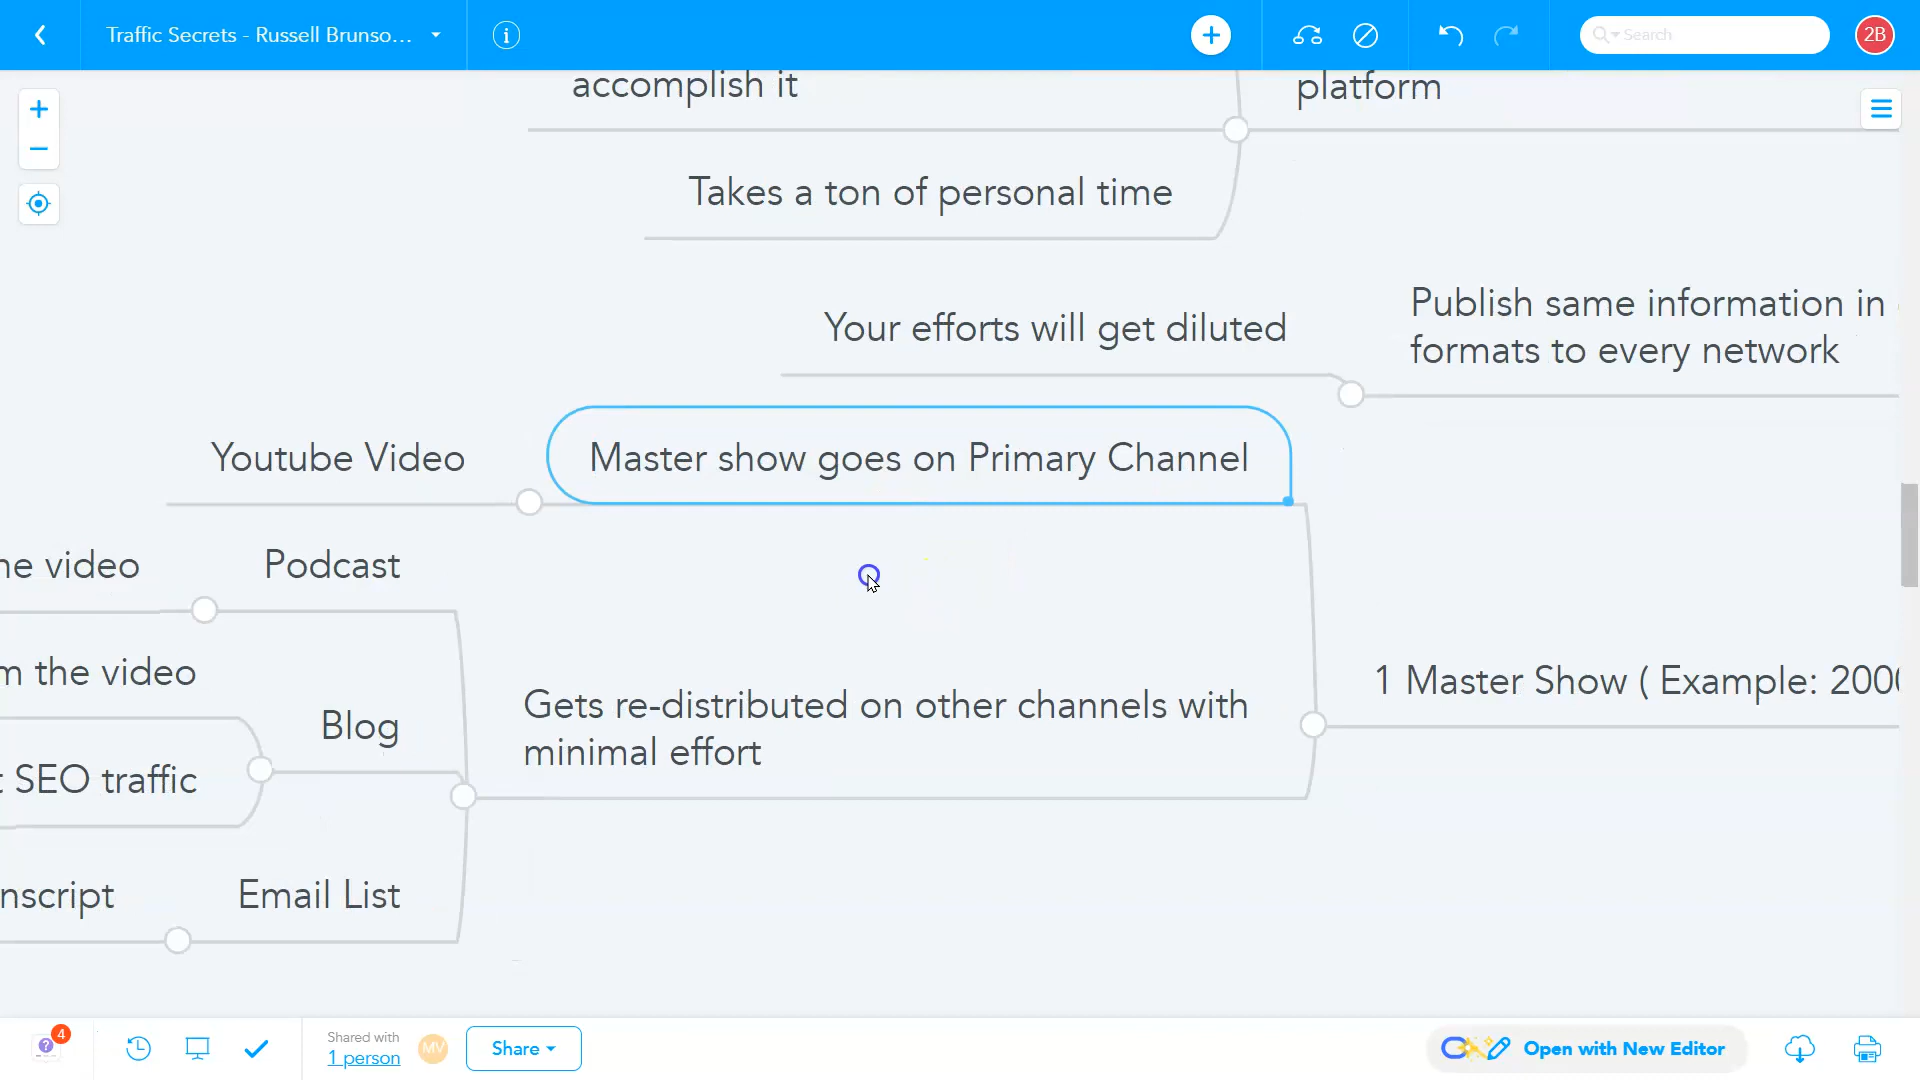 Traffic Secrets - Russell Brunso...
Search
2B
accomplish it
platform
Takes a ton of personal time
Your efforts will get diluted
Publish same information in
formats to every network
Youtube Video
Master show goes on Primary Channel
he video
Podcast
m the video
Gets re-distributed on other channels with
minimal effort
1 Master Show ( Example: 200
Blog
SEO traffic
nscript
Email List
4
Shared with
1 person
MV
Share
Open with New Editor